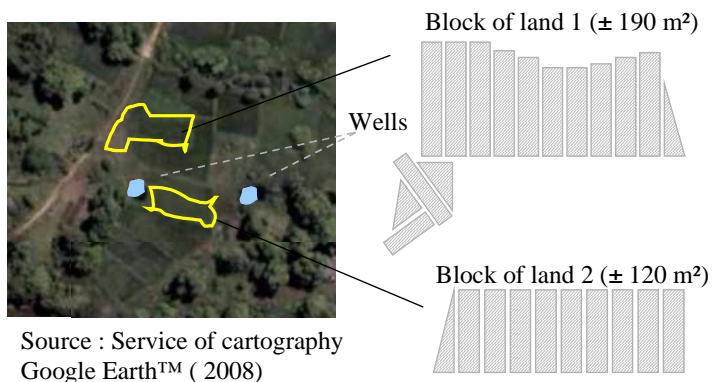 Block of land 1 (± 190 m²)
Wells
Block of land 2 (± 120 m²)
Source : Service of cartography
Google Earth™ ( 2008)